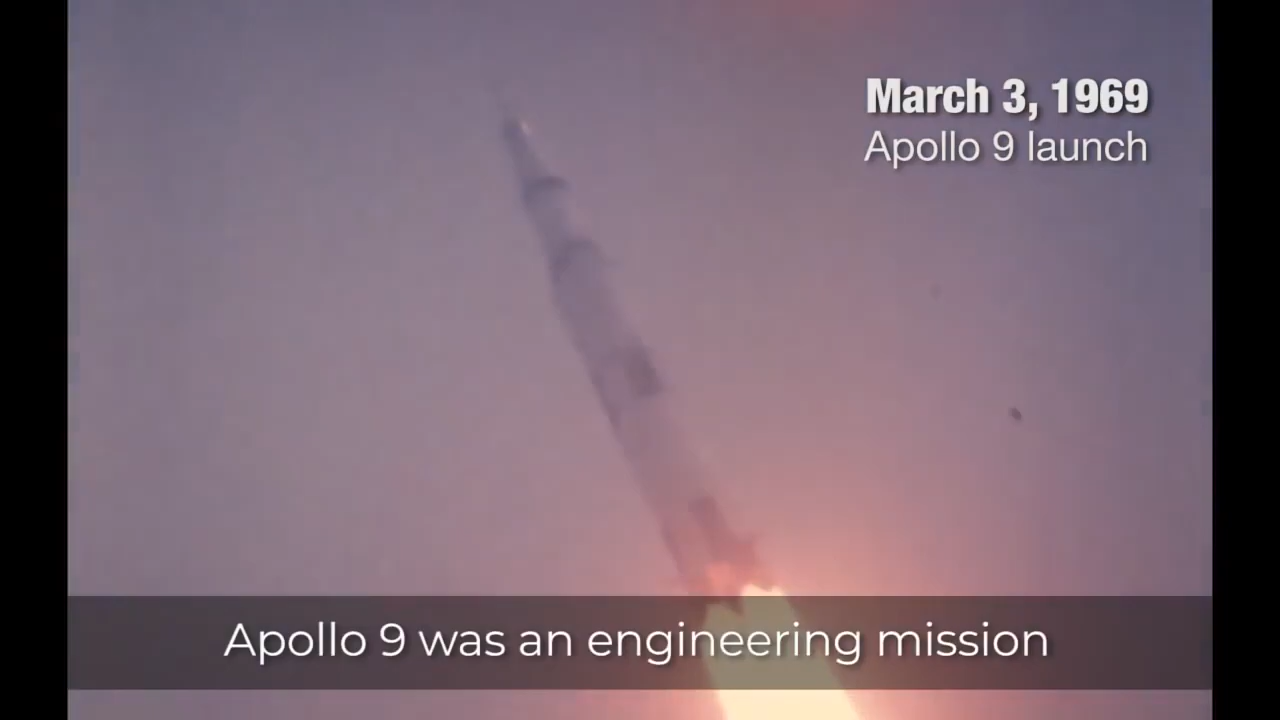 March 3, 1969
Apollo 9 launch
Apollo 9 was an engineering mission